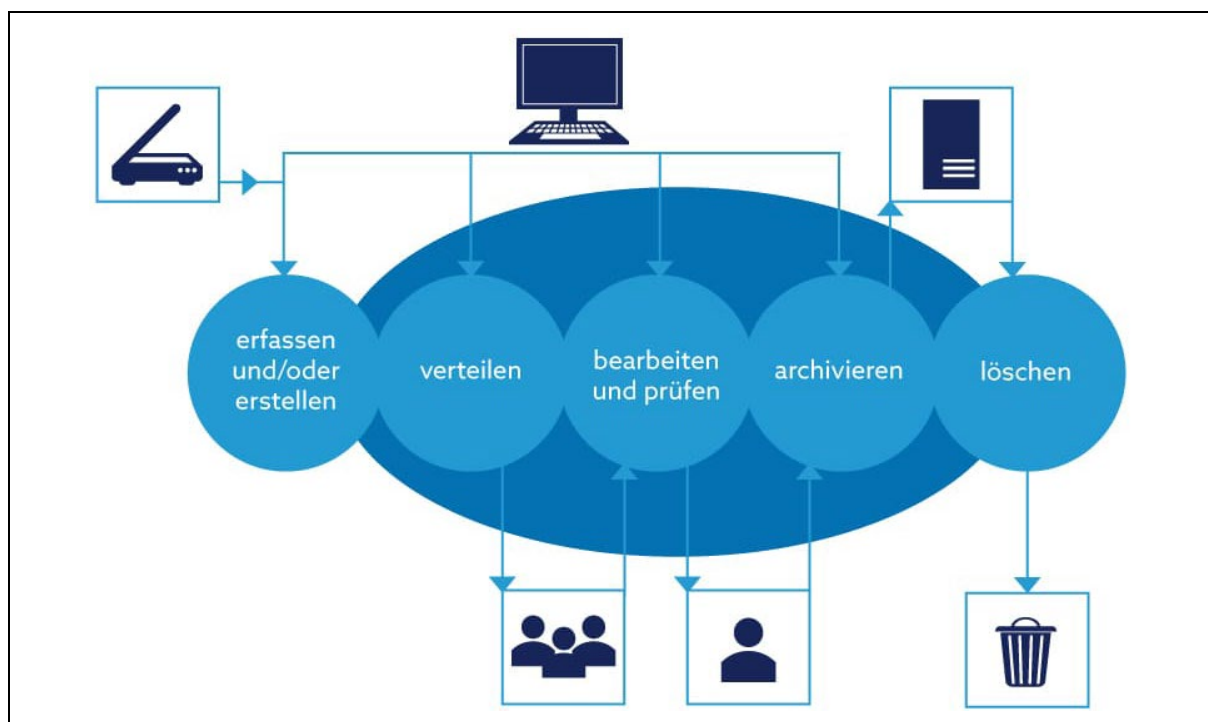 erfassen
und/oder
erstellen
verteilen
bearbeiten
und prüfen
archivieren
löschen